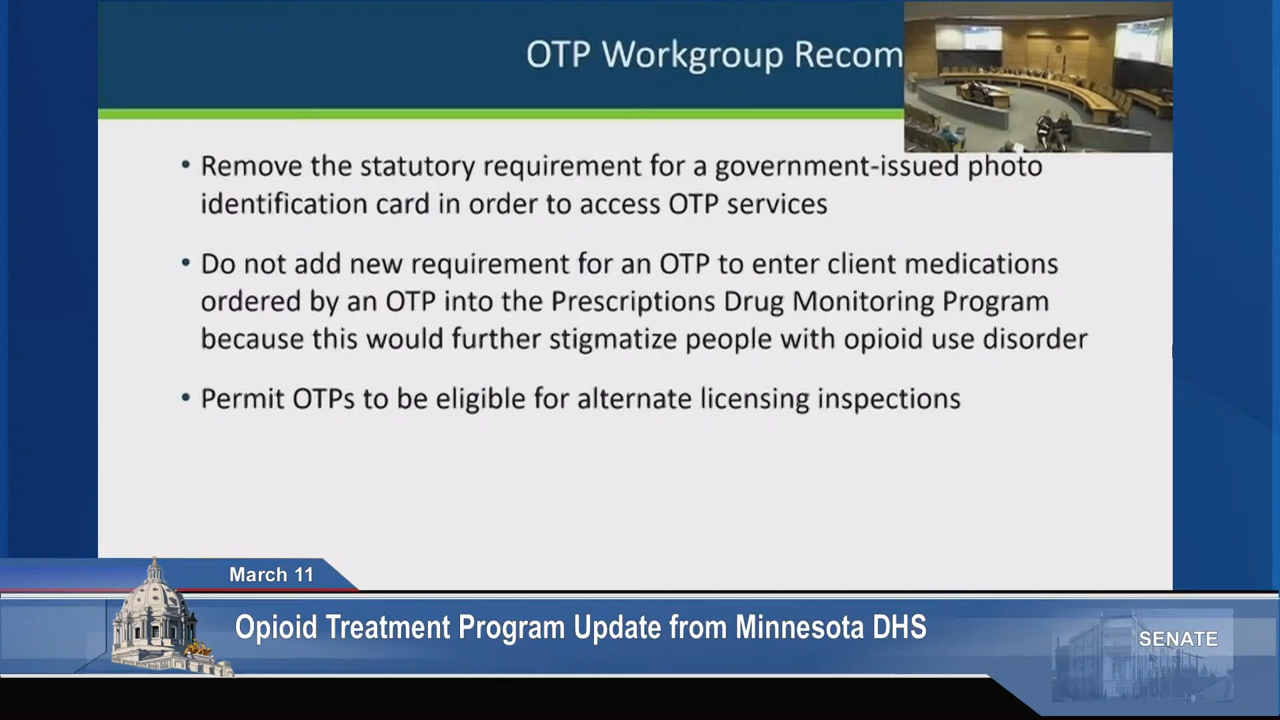 OTP Workgroup Recom
• Remove the statutory requirement for a government-issued photo
identification card in order to access OTP services
• Do not add new requirement for an OTP to enter client medications
ordered by an OTP into the Prescriptions Drug Monitoring Program
because this would further stigmatize people with opioid use disorder
• Permit OTPs to be eligible for alternate licensing inspections
March 11
Opioid Treatment Program Update from Minnesota DHS
SENATE